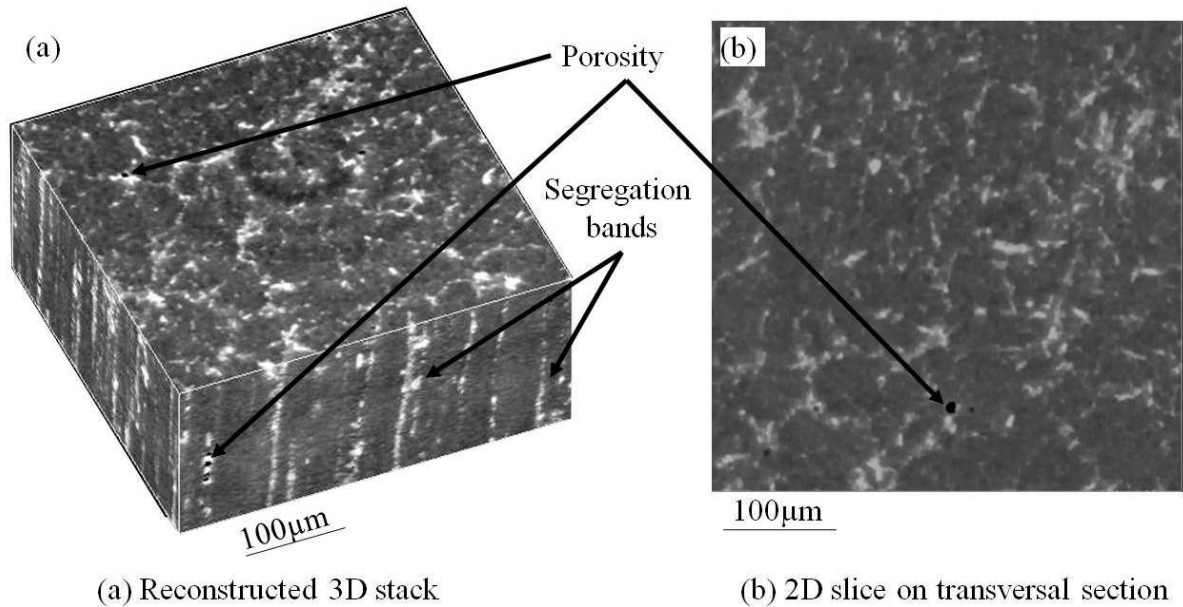 (a)
Porosity
(b)
Segregation
bands
100μm
100μm
(a) Reconstructed 3D stack
(b) 2D slice on transversal section